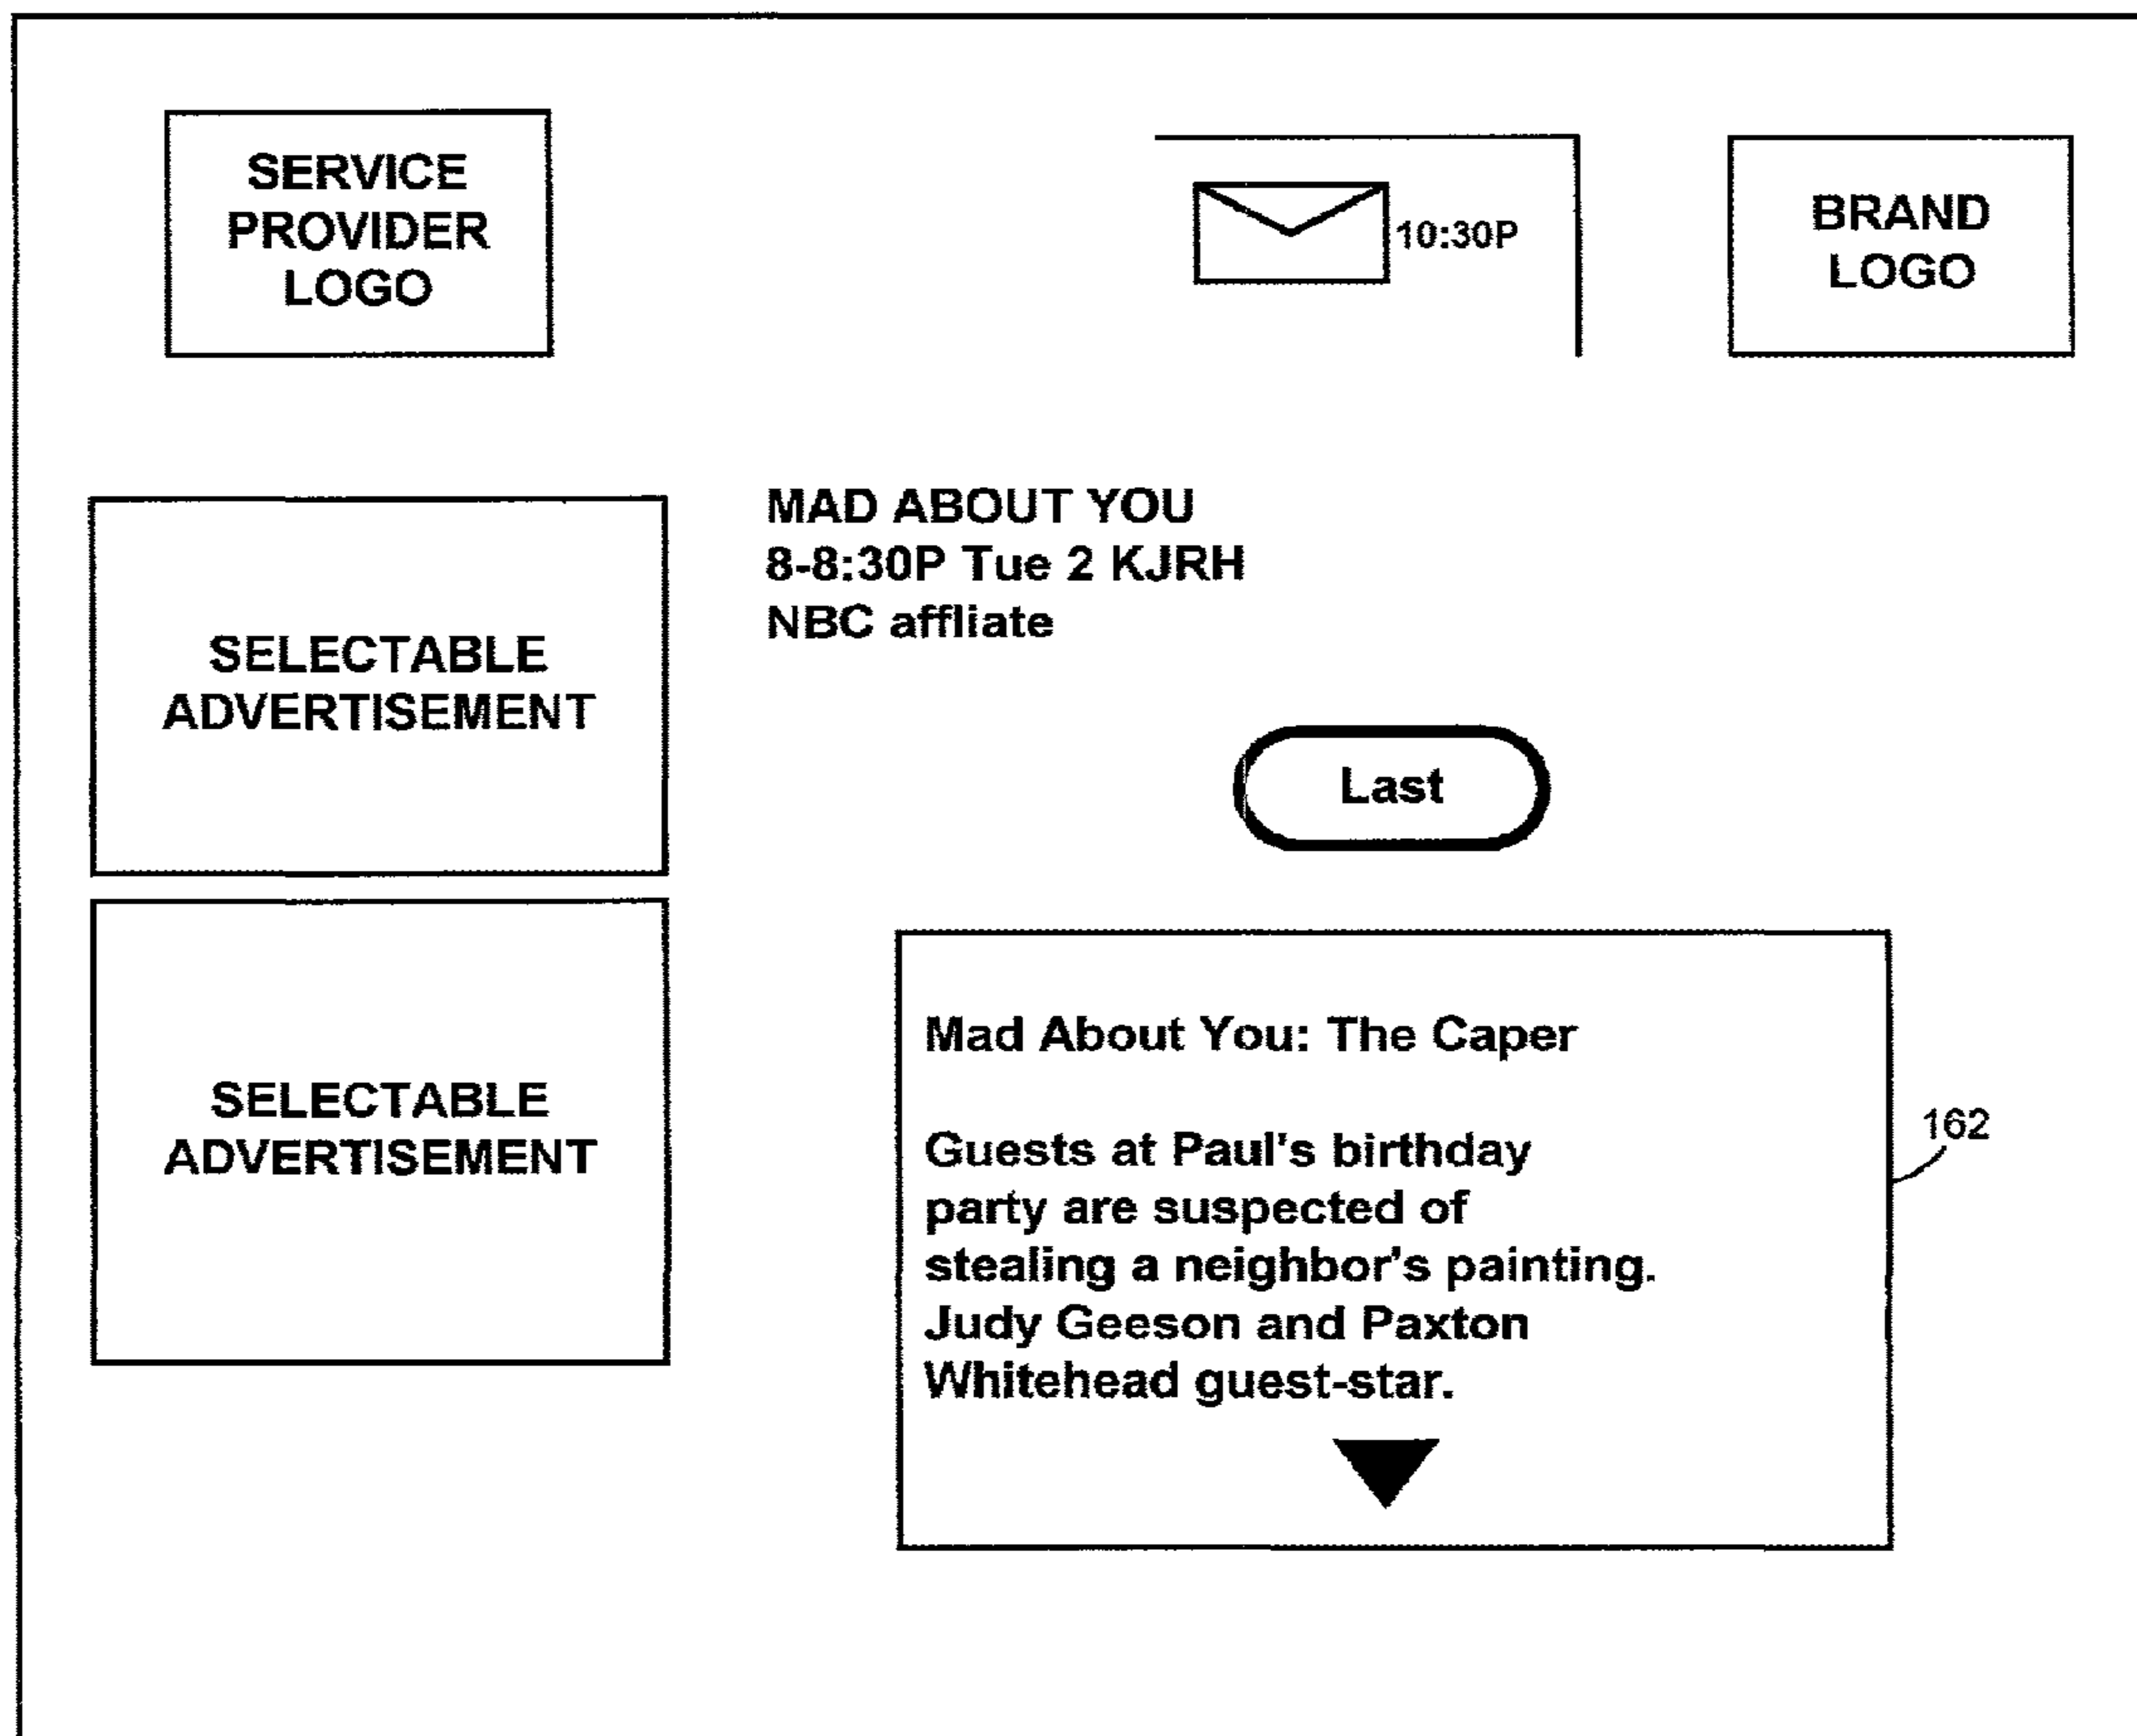 SERVICE
PROVIDER
LOGO
10:30P
BRAND
LOGO
MAD ABOUT YOU
8-8:30P Tue 2 KJRH
NBC affliate
SELECTABLE
ADVERTISEMENT
Last
SELECTABLE
ADVERTISEMENT
Mad About You: The Caper
Guests at Paul's birthday
party are suspected of
stealing a neighbor's painting.
Judy Geeson and Paxton
Whitehead guest-star.
162